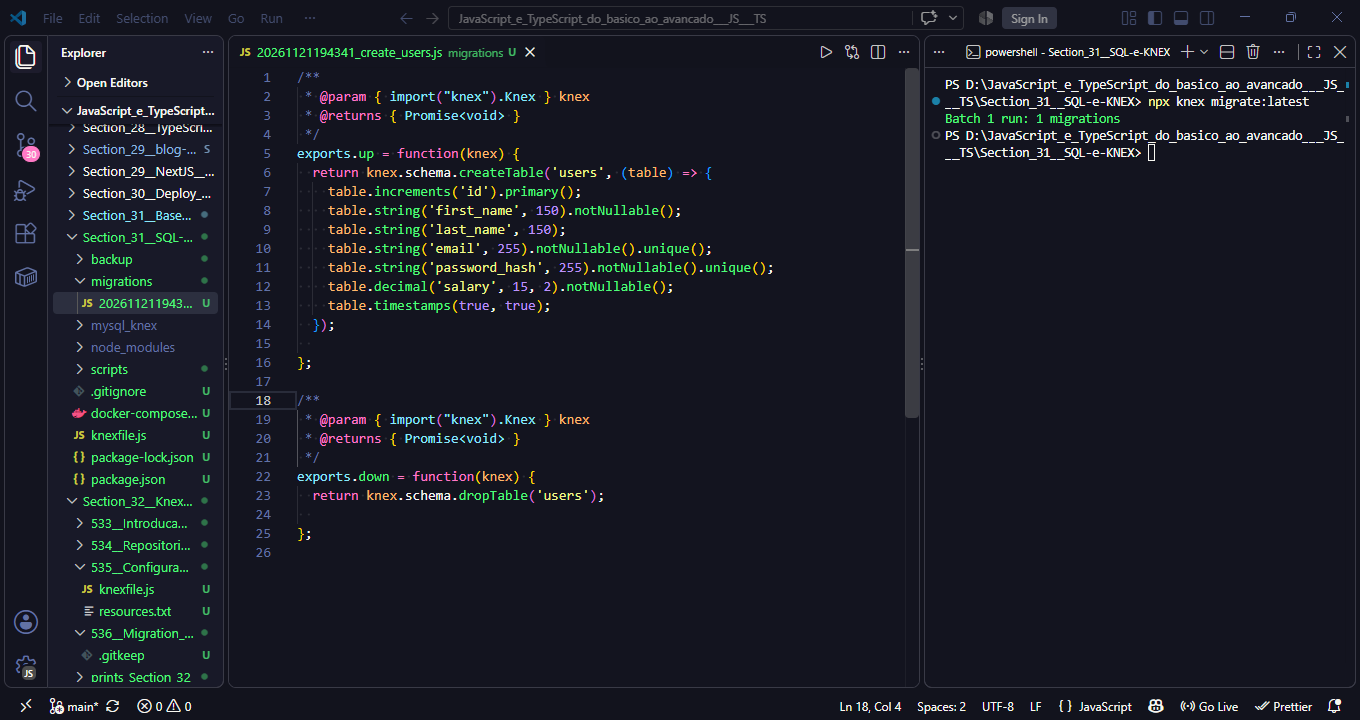 File Edit Selection View Go Run ··· JavaScript_e_TypeScript_do_basico_ao_avancado___JS___TS Sign In
Explorer ···
Open Editors
JavaScript_e_TypeScript...
Section_28__TypeScri...
Section_29__blog-... S
Section_29__NextJS__...
Section_30__Deploy_...
Section_31__Base...
Section_31__SQL-...
backup
migrations
JS 202611211943... U
mysql_knex
node_modules
scripts
.gitignore U
docker-compose... U
JS knexfile.js U
{} package-lock.json U
{} package.json U
Section_32__Knex...
533__Introduca...
534__Repositori...
535__Configura...
JS knexfile.js U
resources.txt U
536__Migration_...
.gitkeep U
prints_Section_32
30
JS
JS 20261121194341_create_users.js migrations U
1 /**
2  * @param { import("knex").Knex } knex
3  * @returns { Promise<void> }
4  */
5 exports.up = function(knex) {
6   return knex.schema.createTable('users', (table) => {
7     table.increments('id').primary();
8     table.string('first_name', 150).notNullable();
9     table.string('last_name', 150);
10     table.string('email', 255).notNullable().unique();
11     table.string('password_hash', 255).notNullable().unique();
12     table.decimal('salary', 15, 2).notNullable();
13     table.timestamps(true, true);
14   });
15
16 };
17
18 /**
19  * @param { import("knex").Knex } knex
20  * @returns { Promise<void> }
21  */
22 exports.down = function(knex) {
23   return knex.schema.dropTable('users');
24
25 };
26
··· powershell - Section_31__SQL-e-KNEX ···
PS D:\JavaScript_e_TypeScript_do_basico_ao_avancado___JS_
__TS\Section_31__SQL-e-KNEX> npx knex migrate:latest
Batch 1 run: 1 migrations
PS D:\JavaScript_e_TypeScript_do_basico_ao_avancado___JS_
__TS\Section_31__SQL-e-KNEX>
main* 0 0 Ln 18, Col 4 Spaces: 2 UTF-8 LF {} JavaScript Go Live Prettier